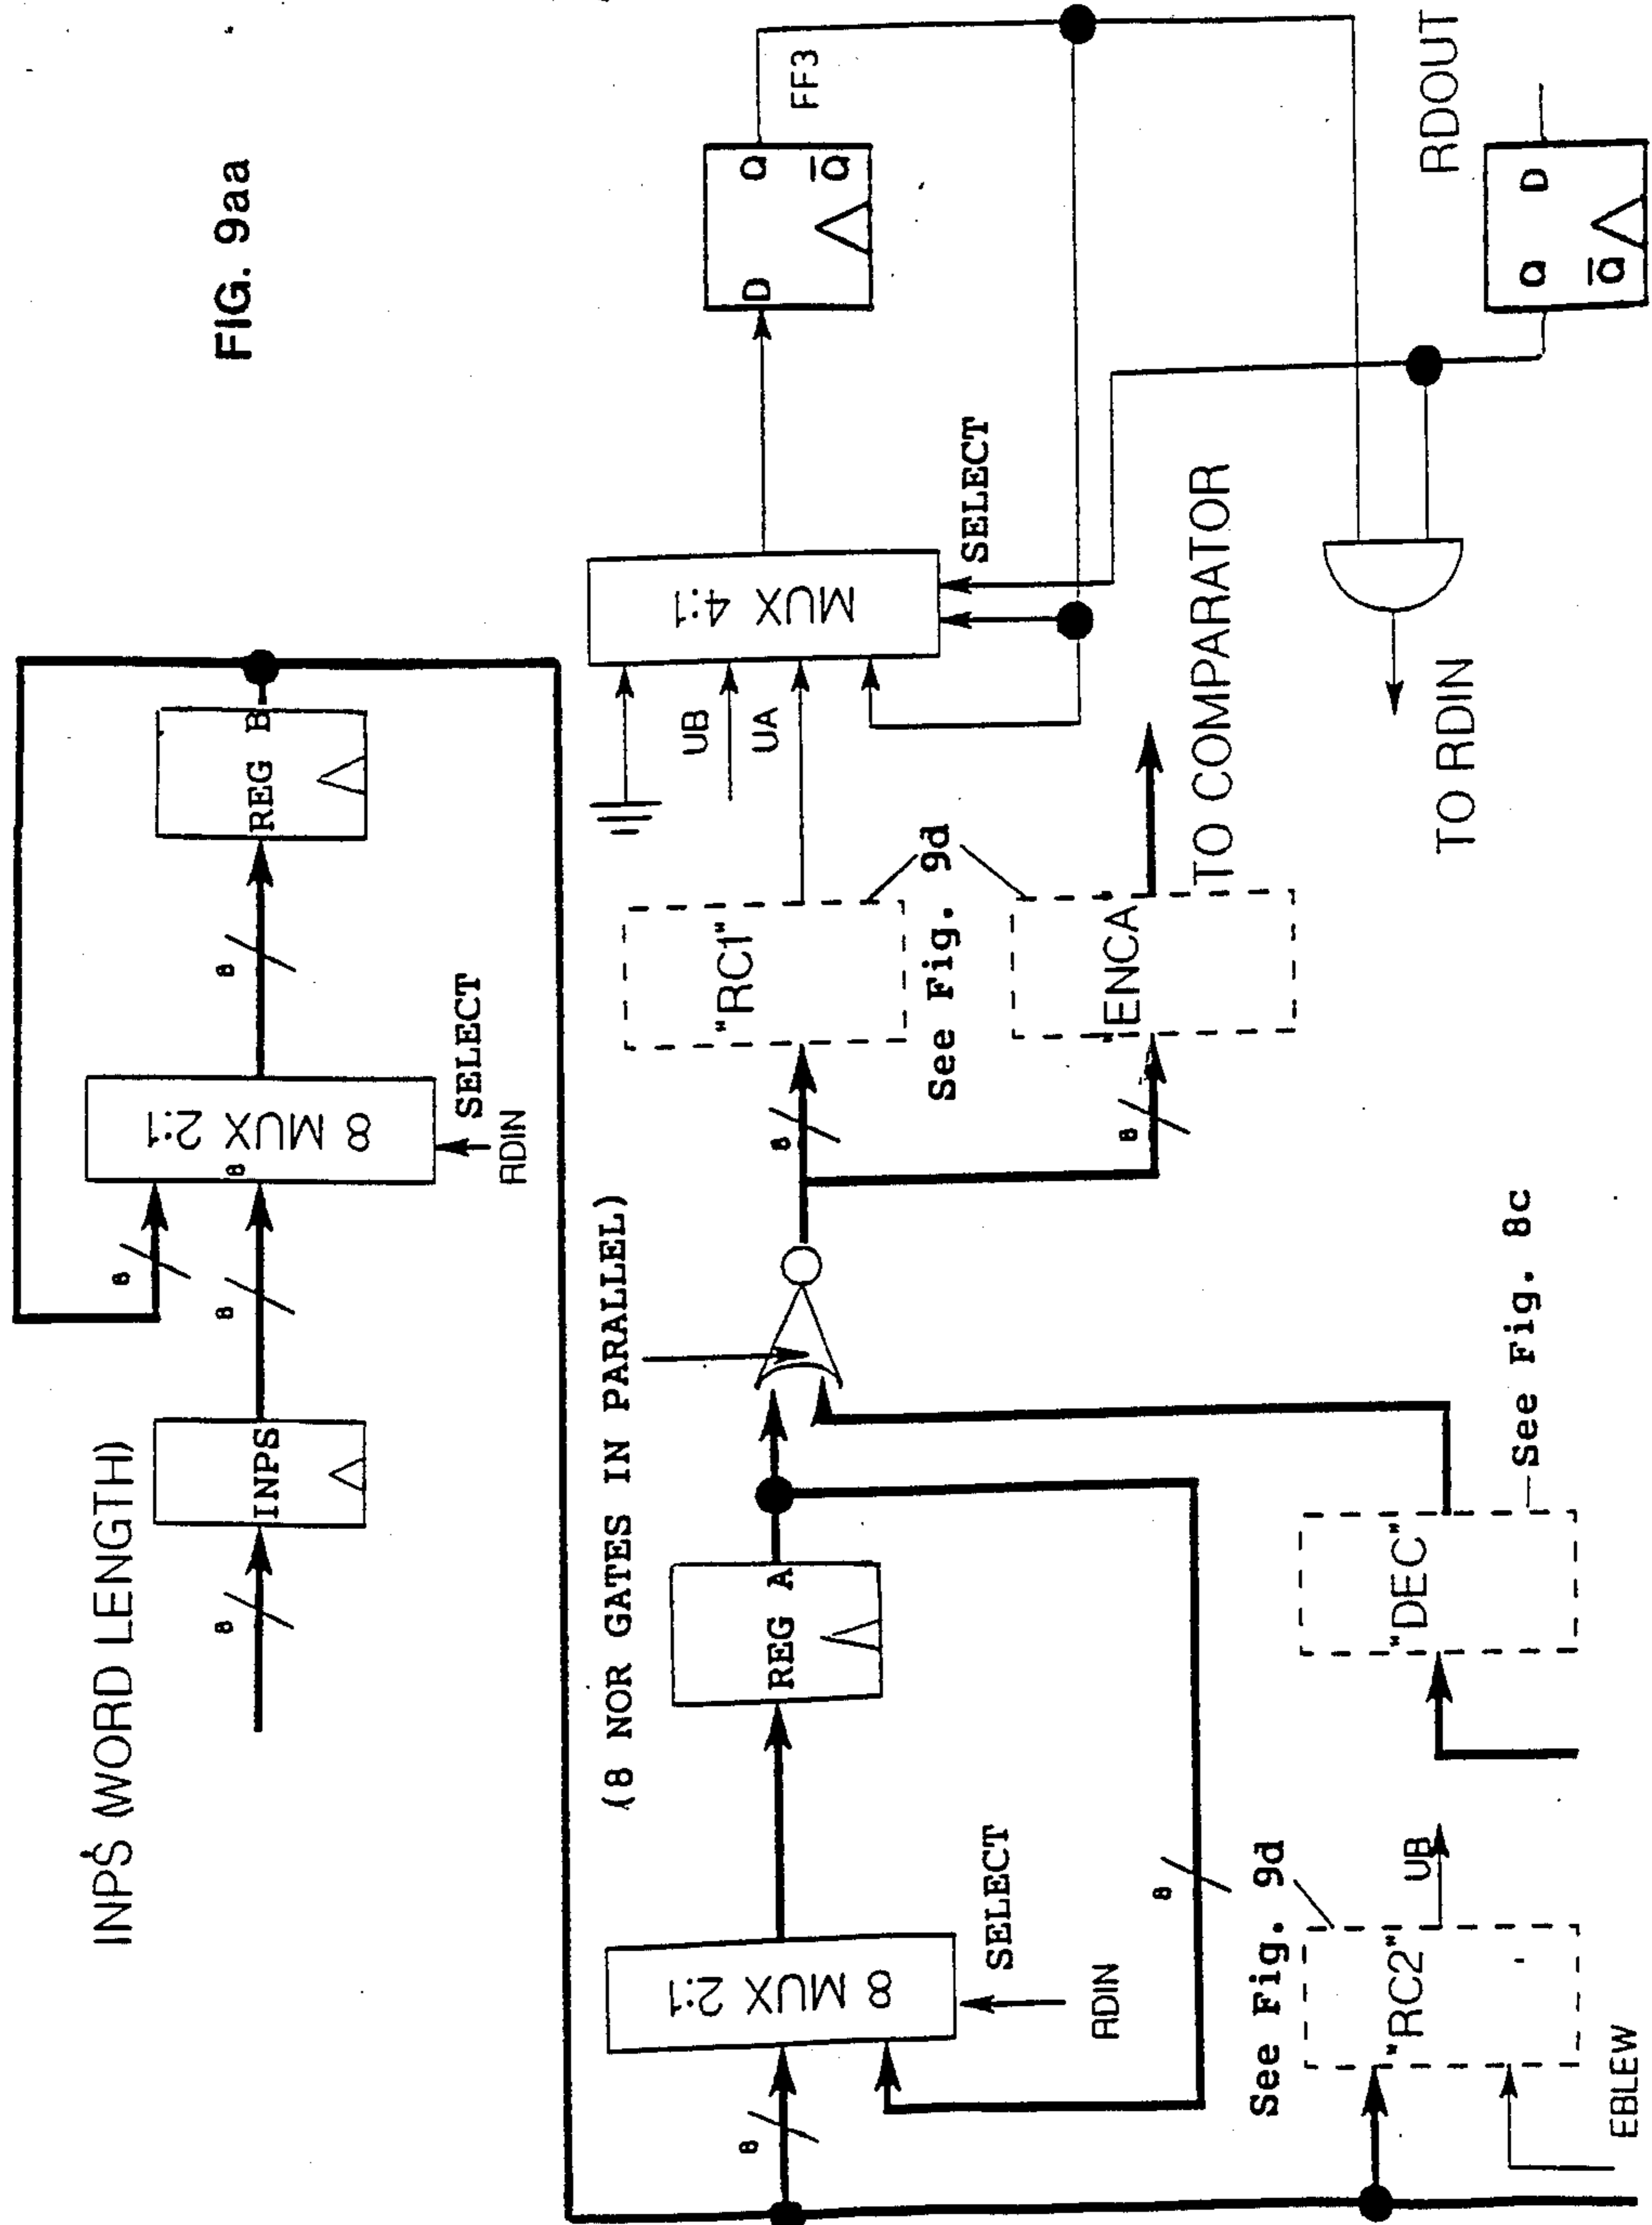 FIG. 9aa
INPS (WORD LENGTH)
8
INPS
8
6
8
8 MUX 2:1
SELECT
RDIN
8
REG B
(8 NOR GATES IN PARALLEL)
8
8 MUX 2:1
SELECT
RDIN
REG A
8
8
"RC1"
See Fig. 9d
8
"ENCA"
TO COMPARATOR
UB
UA
MUX 4:1
SELECT
D
Q
Q̅
FF3
EBLEW
"RC2"
See Fig. 9d
UB
"DEC"
See Fig. 8c
TO RDIN
Q
D
Q̅
RDOUT